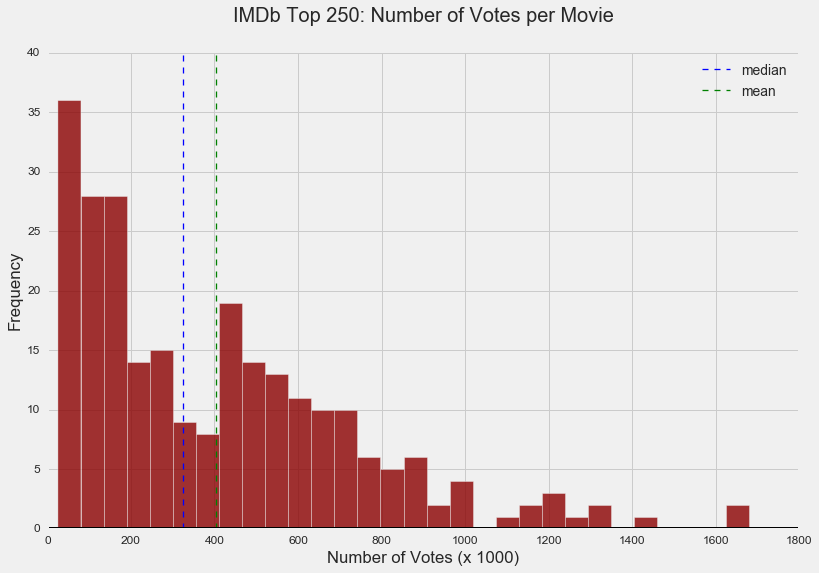 IMDb Top 250: Number of Votes per Movie
median
mean
40
35
30
25
20
15
10
5
0
Frequency
0 200 400 600 800 1000 1200 1400 1600 1800
Number of Votes (x 1000)